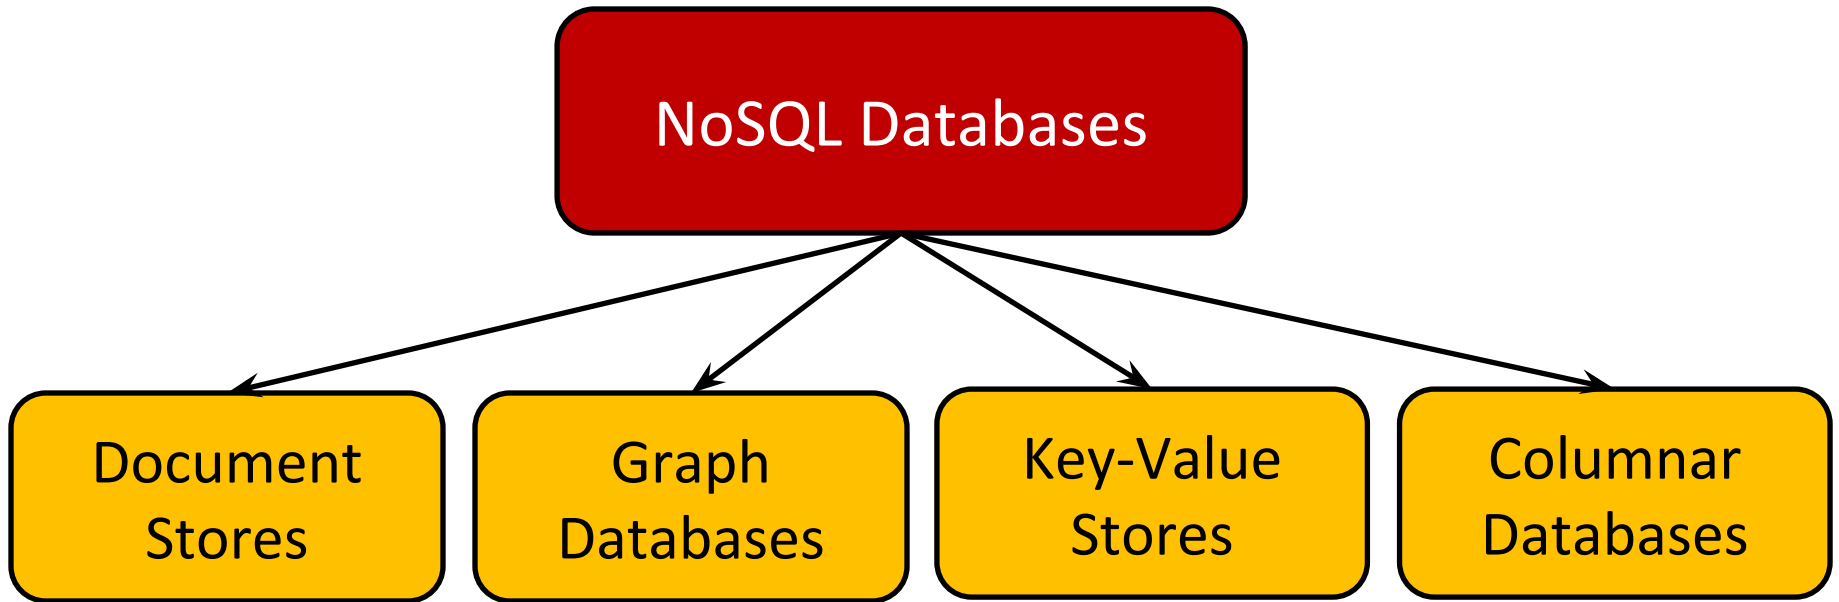 NoSQL Databases
Document
Stores
Graph
Databases
Key-Value
Stores
Columnar
Databases